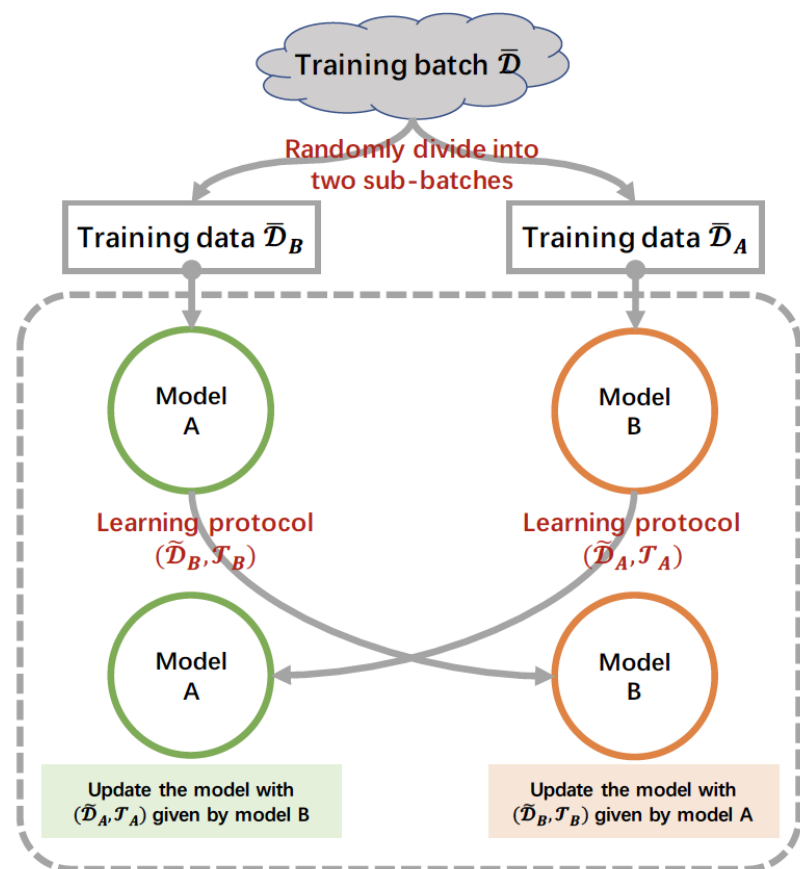 Training batch 𝓓̄
Randomly divide into
two sub-batches
Training data 𝓓̄_B
Training data 𝓓̄_A
Model
A
Model
B
Learning protocol
(𝓓̃_B, 𝓣_B)
Learning protocol
(𝓓̃_A, 𝓣_A)
Model
A
Model
B
Update the model with
(𝓓̃_A, 𝓣_A) given by model B
Update the model with
(𝓓̃_B, 𝓣_B) given by model A